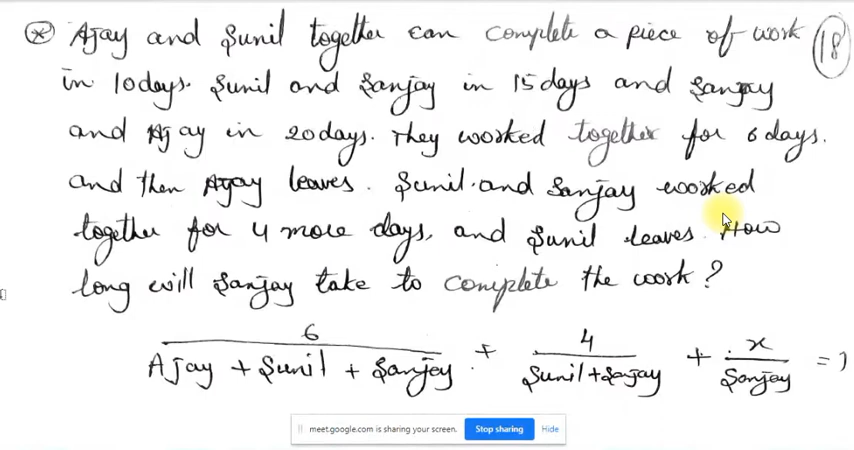 * Ajay and Sunil together can complete a piece of work 18
in 10days. Sunil and Sanjay in 15days and Sanjay
and Ajay in 20days. They worked together for 6 days.
and then Ajay leaves. Sunil and Sanjay worked
together for 4 more days, and Sunil leaves. How
long will Sanjay take to complete the work?
6 4 x
Ajay + Sunil + Sanjay + Sunil + Sanjay + Sanjay = 1
meet.google.com is sharing your screen. Stop sharing Hide